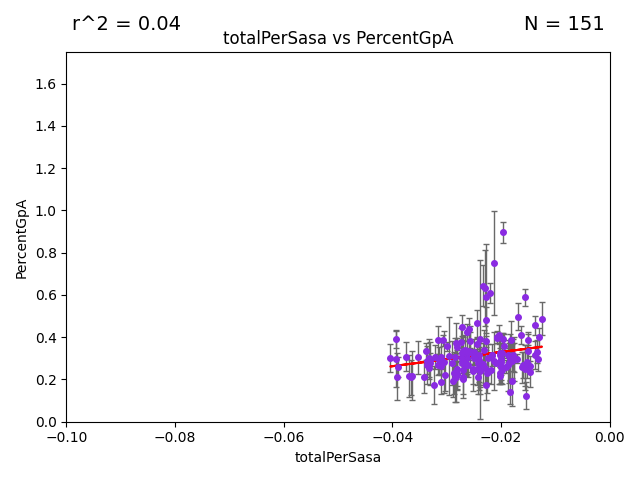 r^2 = 0.04
N = 151
totalPerSasa vs PercentGpA
PercentGpA
1.6
1.4
1.2
1.0
0.8
0.6
0.4
0.2
0.0
−0.10 −0.08 −0.06 −0.04 −0.02 0.00
totalPerSasa